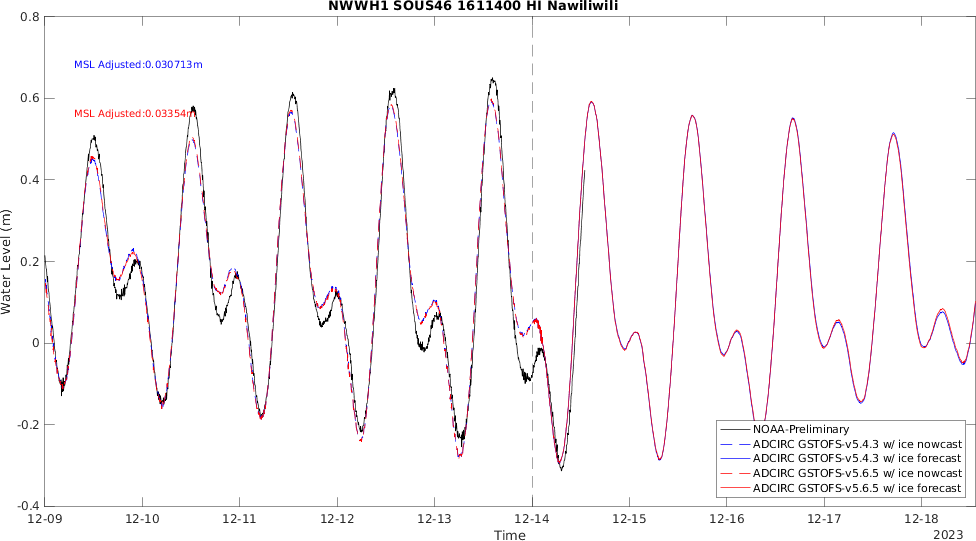 NWWH1 SOUS46 1611400 HI Nawiliwili
MSL Adjusted:0.030713m
MSL Adjusted:0.03354m
Water Level (m)
0.8
0.6
0.4
0.2
0
-0.2
-0.4
NOAA-Preliminary
ADCIRC GSTOFS-v5.4.3 w/ ice nowcast
ADCIRC GSTOFS-v5.4.3 w/ ice forecast
ADCIRC GSTOFS-v5.6.5 w/ ice nowcast
ADCIRC GSTOFS-v5.6.5 w/ ice forecast
12-09 12-10 12-11 12-12 12-13 12-14 12-15 12-16 12-17 12-18
Time
2023